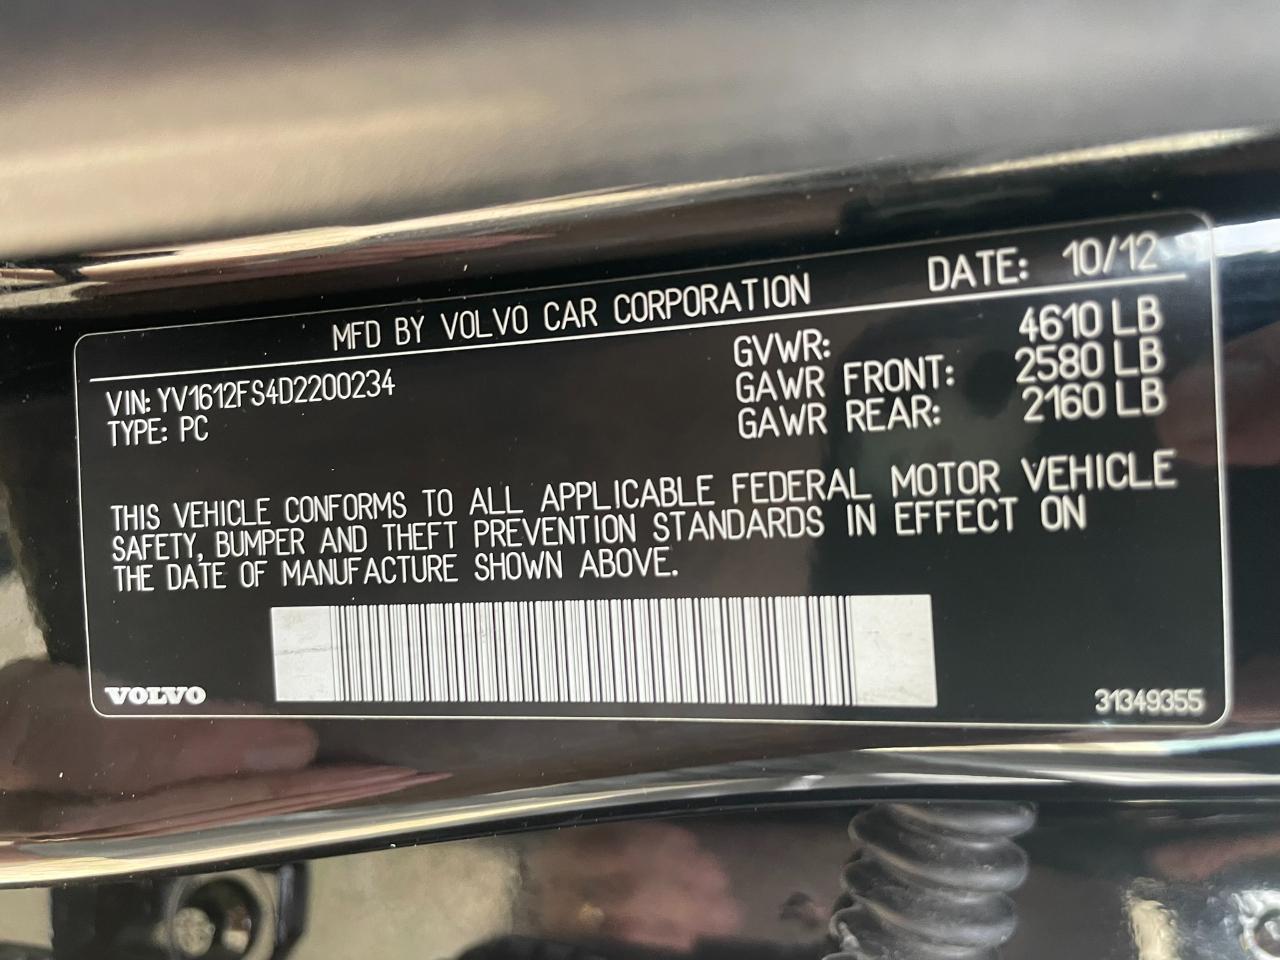 MFD BY VOLVO CAR CORPORATION DATE: 10/12
VIN: YV1612FS4D2200234
TYPE: PC
GVWR: 4610 LB
GAWR FRONT: 2580 LB
GAWR REAR: 2160 LB
THIS VEHICLE CONFORMS TO ALL APPLICABLE FEDERAL MOTOR VEHICLE
SAFETY, BUMPER AND THEFT PREVENTION STANDARDS IN EFFECT ON
THE DATE OF MANUFACTURE SHOWN ABOVE.
VOLVO
31349355